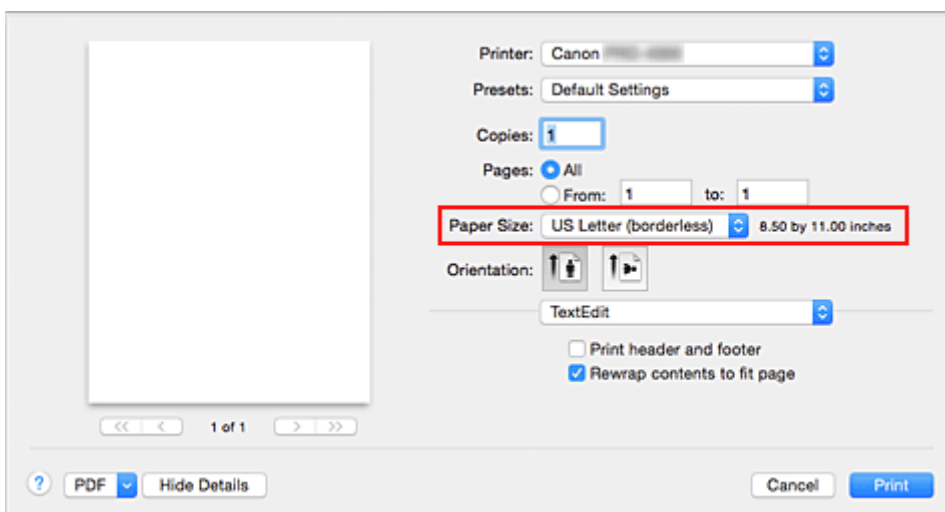 Printer: Canon
Presets: Default Settings
Copies: 1
Pages: All
From: 1 to: 1
Paper Size: US Letter (borderless) 8.50 by 11.00 inches
Orientation:
TextEdit
Print header and footer
Rewrap contents to fit page
<< < 1 of 1 > >>
? PDF Hide Details Cancel Print